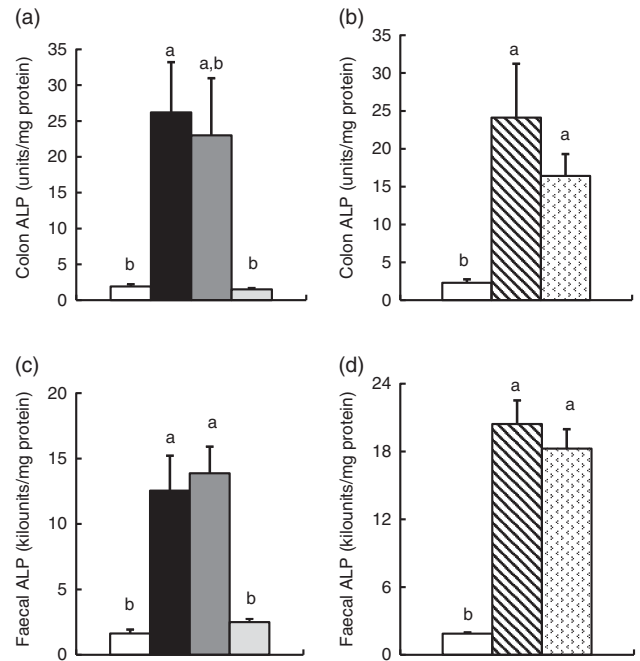 (a)
Colon ALP (units/mg protein)
35
30
25
20
15
10
5
0
b
a
a,b
b
(b)
Colon ALP (units/mg protein)
35
30
25
20
15
10
5
0
b
a
a
(c)
Faecal ALP (kilounits/mg protein)
20
15
10
5
0
b
a
a
b
(d)
Faecal ALP (kilounits/mg protein)
24
18
12
6
0
b
a
a